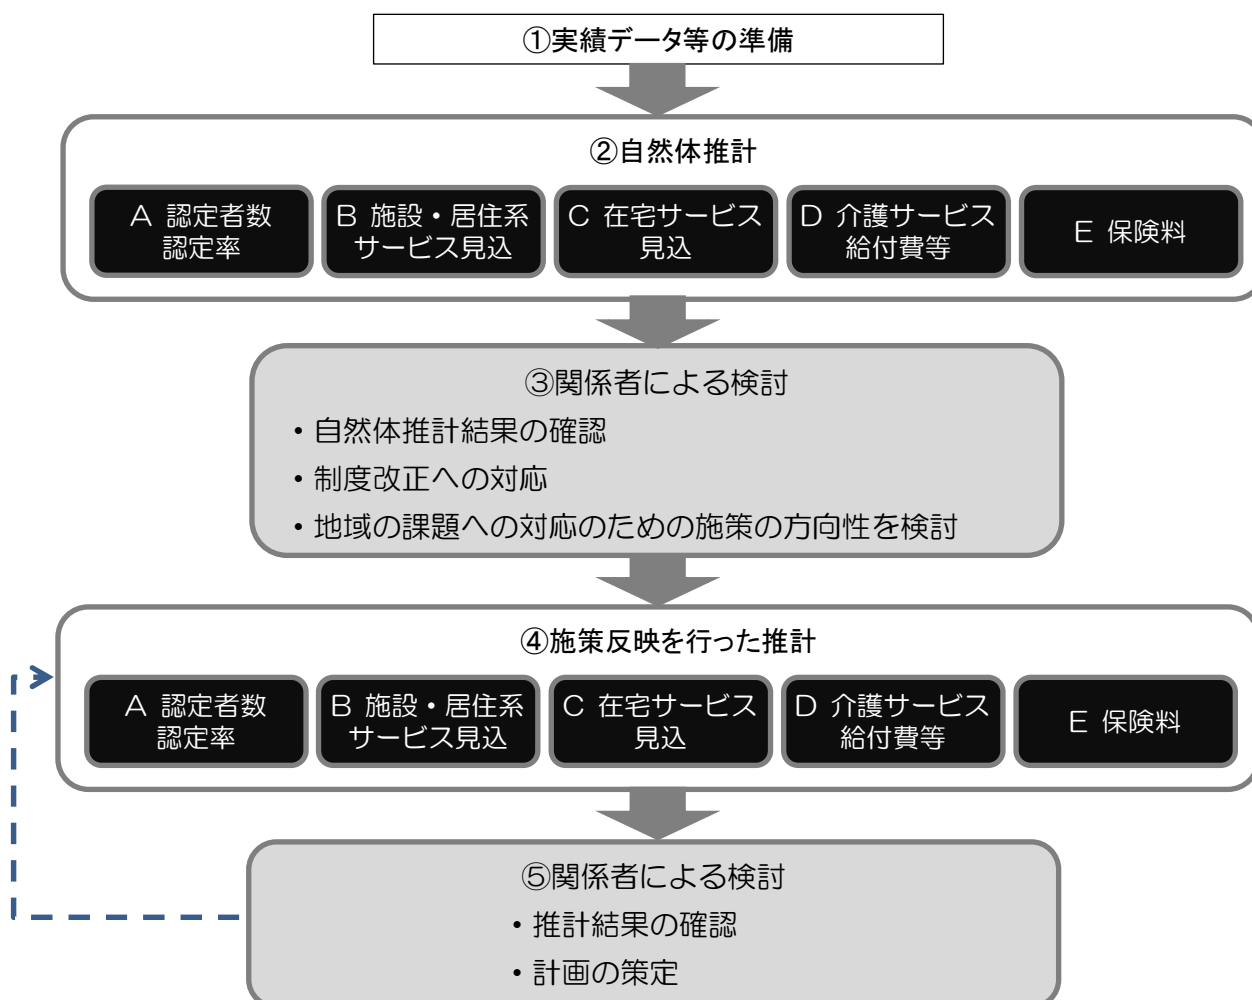 ①実績データ等の準備
②自然体推計
A 認定者数
認定率
B 施設・居住系
サービス見込
C 在宅サービス
見込
D 介護サービス
給付費等
E 保険料
③関係者による検討
・自然体推計結果の確認
・制度改正への対応
・地域の課題への対応のための施策の方向性を検討
④施策反映を行った推計
A 認定者数
認定率
B 施設・居住系
サービス見込
C 在宅サービス
見込
D 介護サービス
給付費等
E 保険料
⑤関係者による検討
・推計結果の確認
・計画の策定